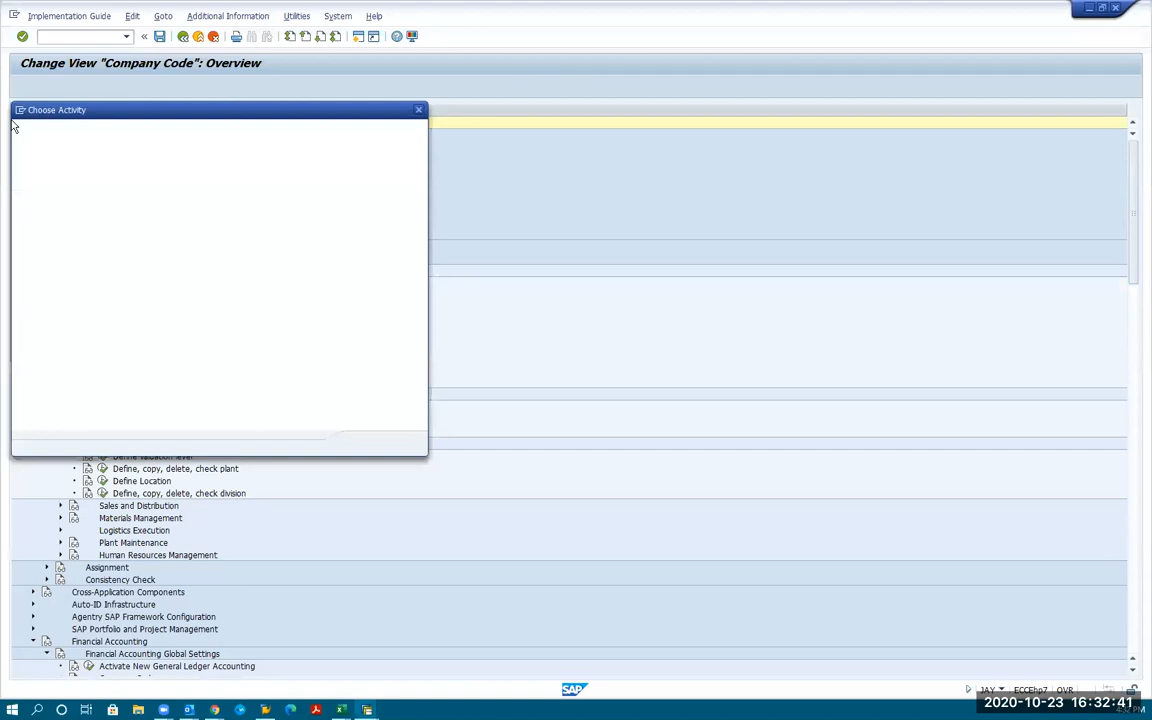 Implementation Guide Edit Goto Additional Information Utilities System Help
Change View "Company Code": Overview
Choose Activity
Define, copy, delete, check plant
Define Location
Define, copy, delete, check division
Sales and Distribution
Materials Management
Logistics Execution
Plant Maintenance
Human Resources Management
Assignment
Consistency Check
Cross-Application Components
Auto-ID Infrastructure
Agentry SAP Framework Configuration
SAP Portfolio and Project Management
Financial Accounting
Financial Accounting Global Settings
Activate New General Ledger Accounting
SAP
JAY ECCEhp7 OVR
2020-10-23 16:32:41